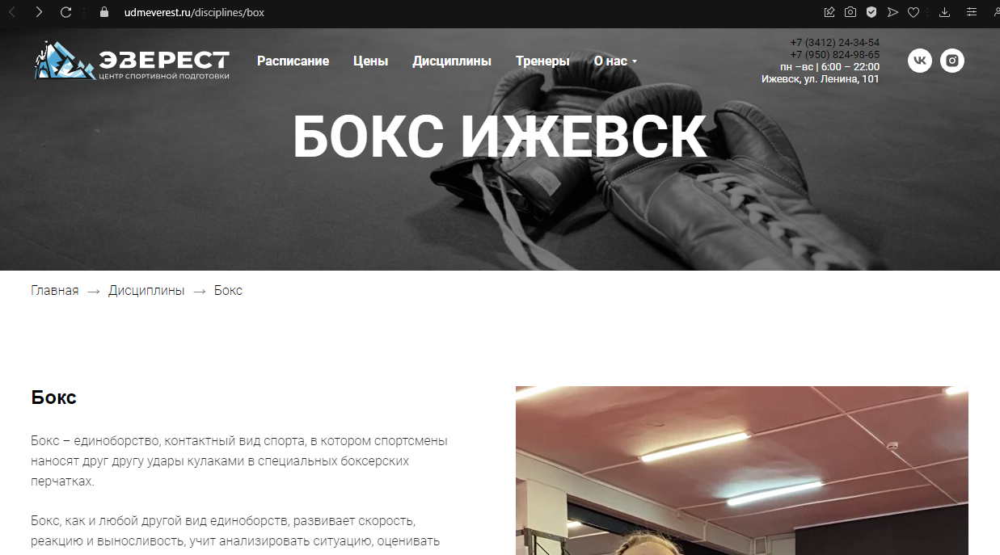 udmeverest.ru/disciplines/box
ЭВЕРЕСТ
ЦЕНТР СПОРТИВНОЙ ПОДГОТОВКИ
Расписание Цены Дисциплины Тренеры О нас
+7 (3412) 24-34-54
+7 (950) 824-98-65
пн –вс | 6:00 – 22:00
Ижевск, ул. Ленина, 101
БОКС ИЖЕВСК
Главная → Дисциплины → Бокс
Бокс
Бокс – единоборство, контактный вид спорта, в котором спортсмены
наносят друг другу удары кулаками в специальных боксерских
перчатках.
Бокс, как и любой другой вид единоборств, развивает скорость,
реакцию и выносливость, учит анализировать ситуацию, оценивать